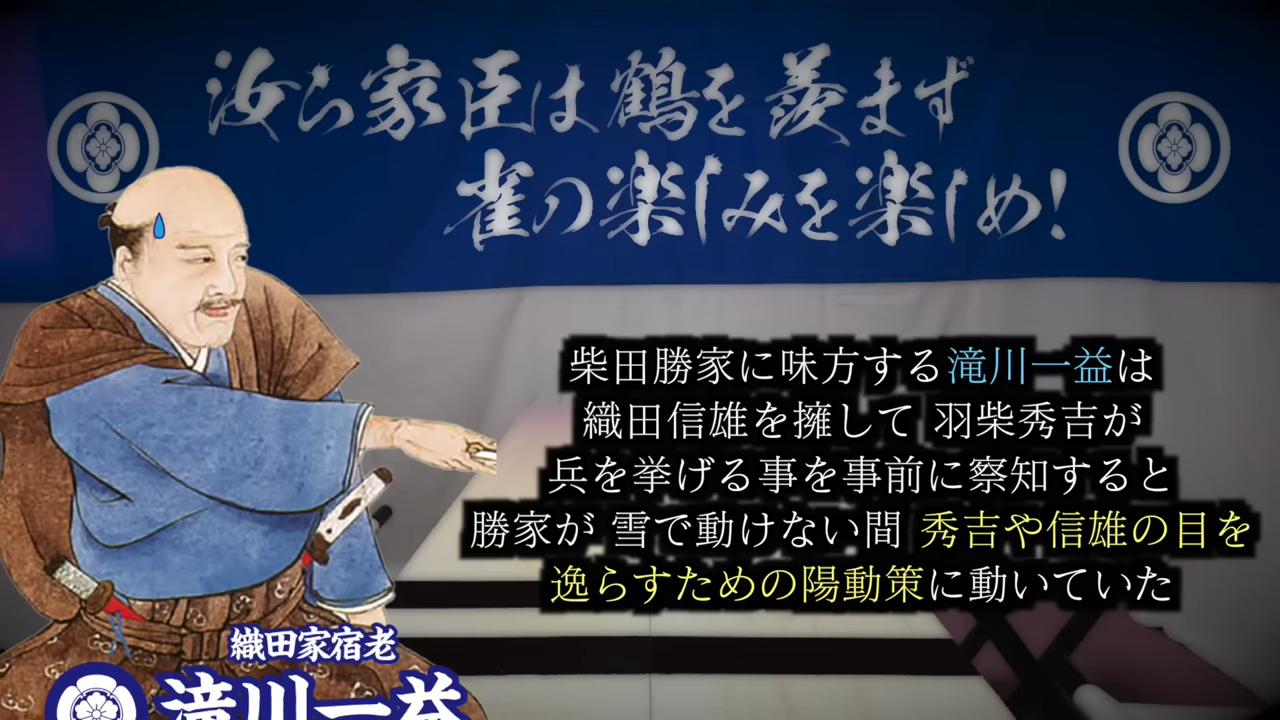 汝ら家臣は鶴を羨まず
雀の楽しみを楽しめ!
柴田勝家に味方する滝川一益は
織田信雄を擁して 羽柴秀吉が
兵を挙げる事を事前に察知すると
勝家が 雪で動けない間 秀吉や信雄の目を
逸らすための陽動策に動いていた
織田家宿老
滝川一益